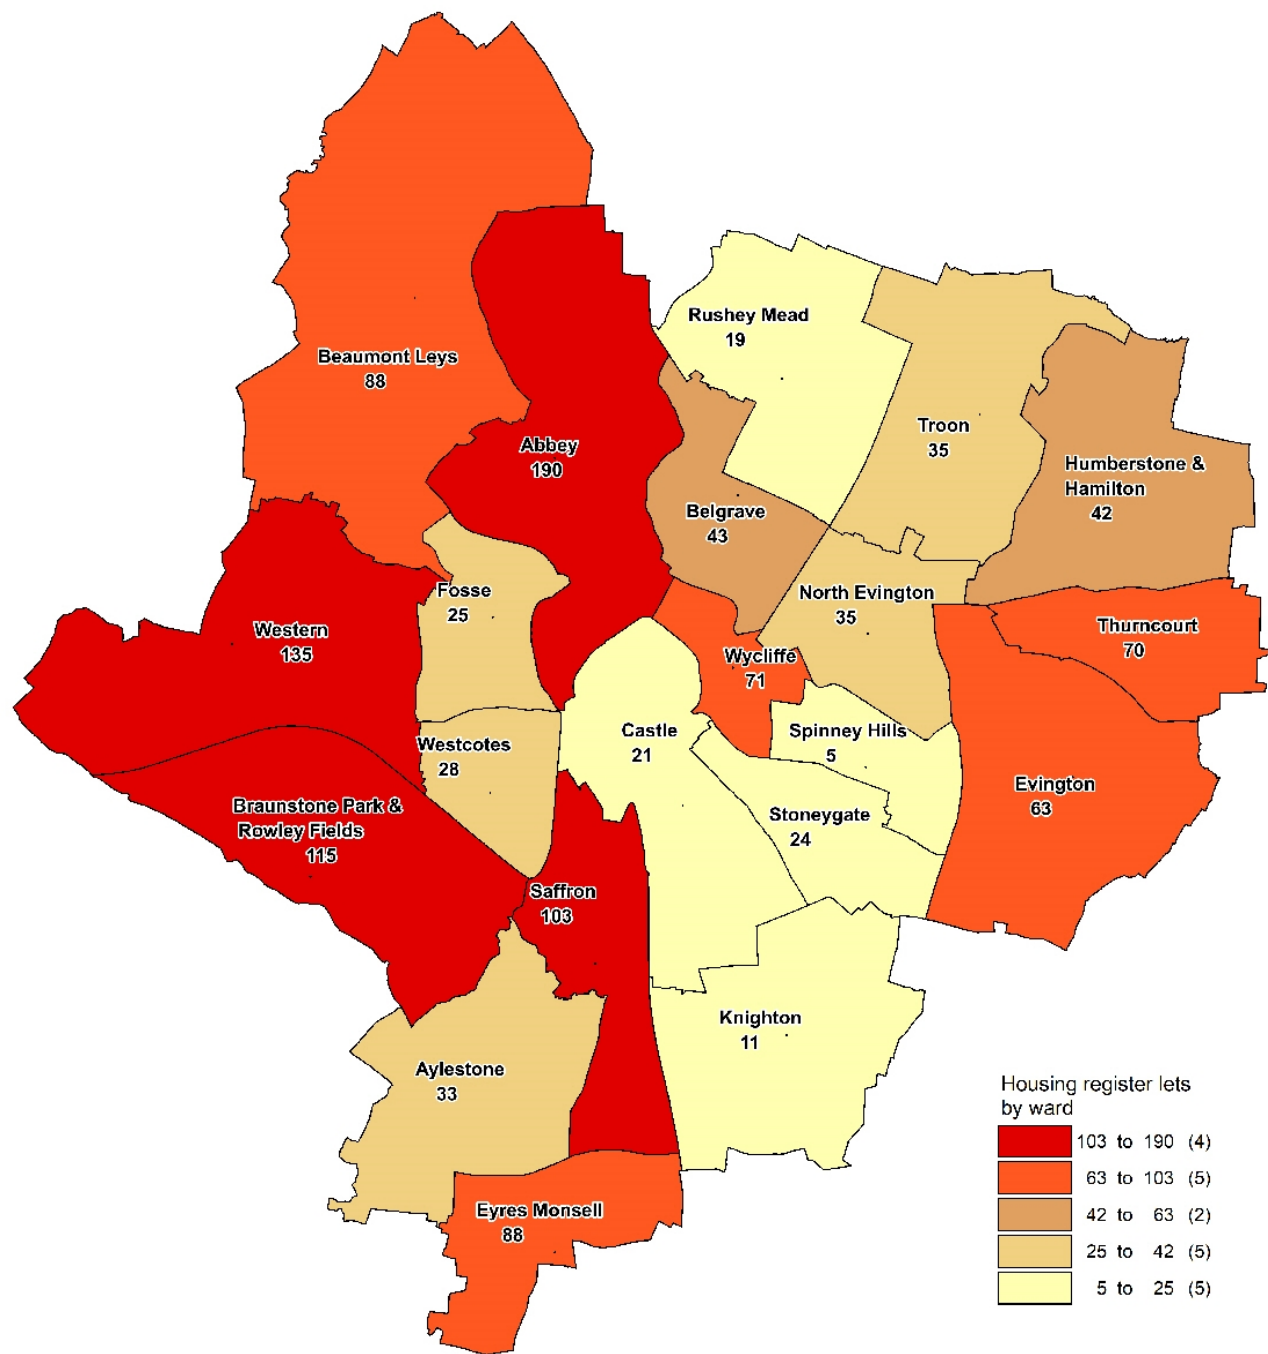 Rushey Mead
19
Beaumont Leys
88
Troon
35
Abbey
190
Humberstone &
Hamilton
42
Belgrave
43
Fosse
25
North Evington
35
Western
135
Thurncourt
70
Wycliffe
71
Castle
21
Spinney Hills
5
Westcotes
28
Evington
63
Braunstone Park &
Rowley Fields
115
Stoneygate
24
Saffron
103
Knighton
11
Aylestone
33
Eyres Monsell
88
Housing register lets
by ward
103 to 190 (4)
63 to 103 (5)
42 to 63 (2)
25 to 42 (5)
5 to 25 (5)